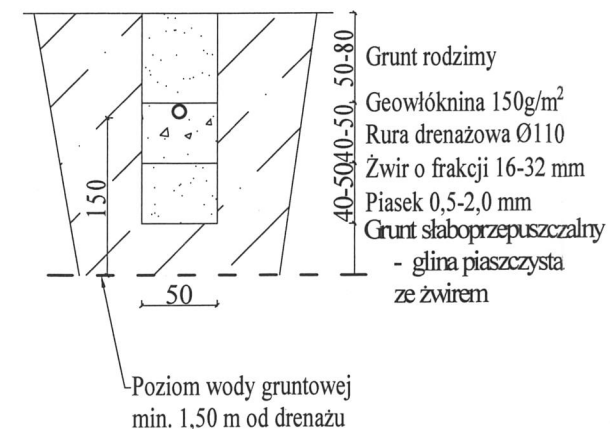 50-80
Grunt rodzimy
Geowłóknina 150g/m²
40-50
Rura drenażowa Ø110
Żwir o frakcji 16-32 mm
40-50
Piasek 0,5-2,0 mm
150
Grunt słaboprzepuszczalny
- glina piaszczysta
ze żwirem
50
Poziom wody gruntowej
min. 1,50 m od drenażu